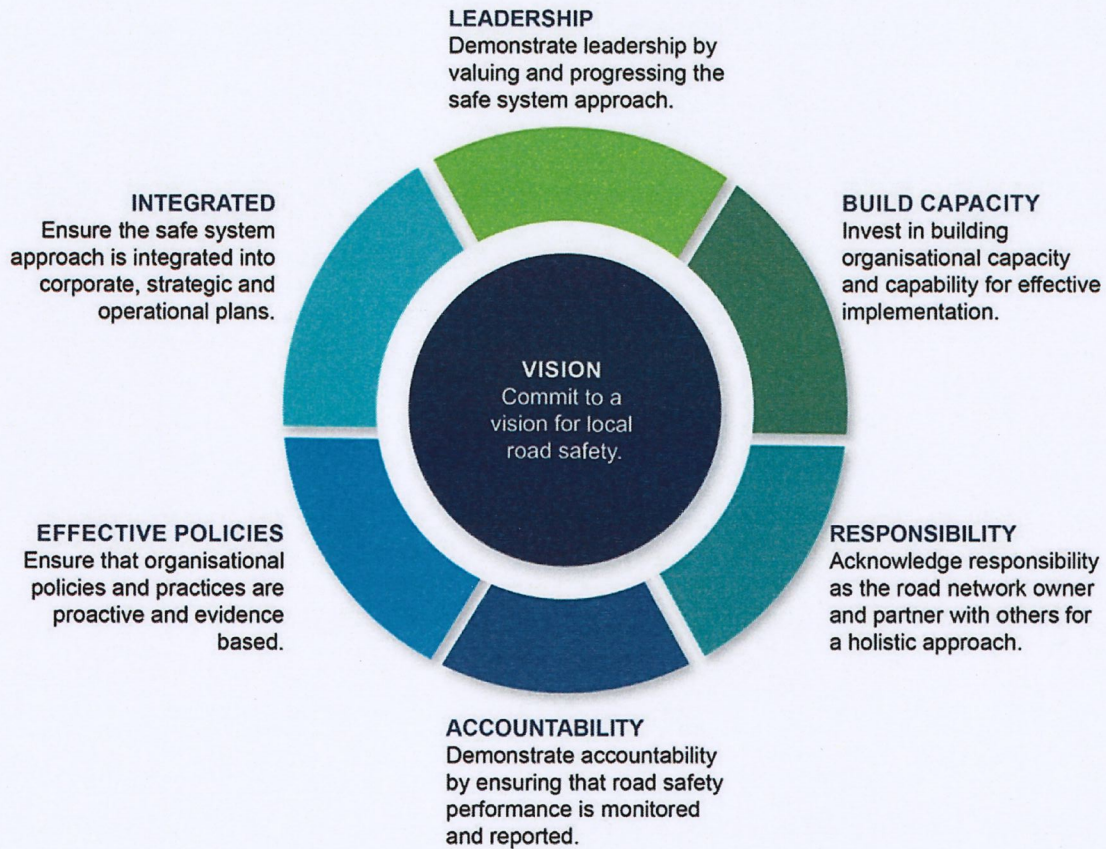 LEADERSHIP
Demonstrate leadership by
valuing and progressing the
safe system approach.
INTEGRATED
Ensure the safe system
approach is integrated into
corporate, strategic and
operational plans.
BUILD CAPACITY
Invest in building
organisational capacity
and capability for effective
implementation.
VISION
Commit to a
vision for local
road safety.
EFFECTIVE POLICIES
Ensure that organisational
policies and practices are
proactive and evidence
based.
RESPONSIBILITY
Acknowledge responsibility
as the road network owner
and partner with others for
a holistic approach.
ACCOUNTABILITY
Demonstrate accountability
by ensuring that road safety
performance is monitored
and reported.